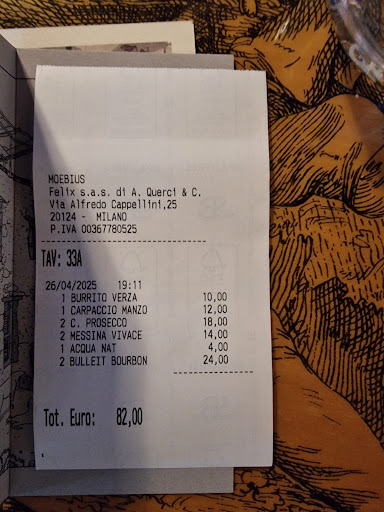 MOEBIUS
Felix s.a.s. di A. Querci & C.
Via Alfredo Cappellini,25
20124 - MILANO
P.IVA 00367780525
TAV: 33A
26/04/2025 19:11
1 BURRITO VERZA 10,00
1 CARPACCIO MANZO 12,00
2 C. PROSECCO 18,00
2 MESSINA VIVACE 14,00
1 ACQUA NAT 4,00
2 BULLEIT BOURBON 24,00
Tot. Euro: 82,00